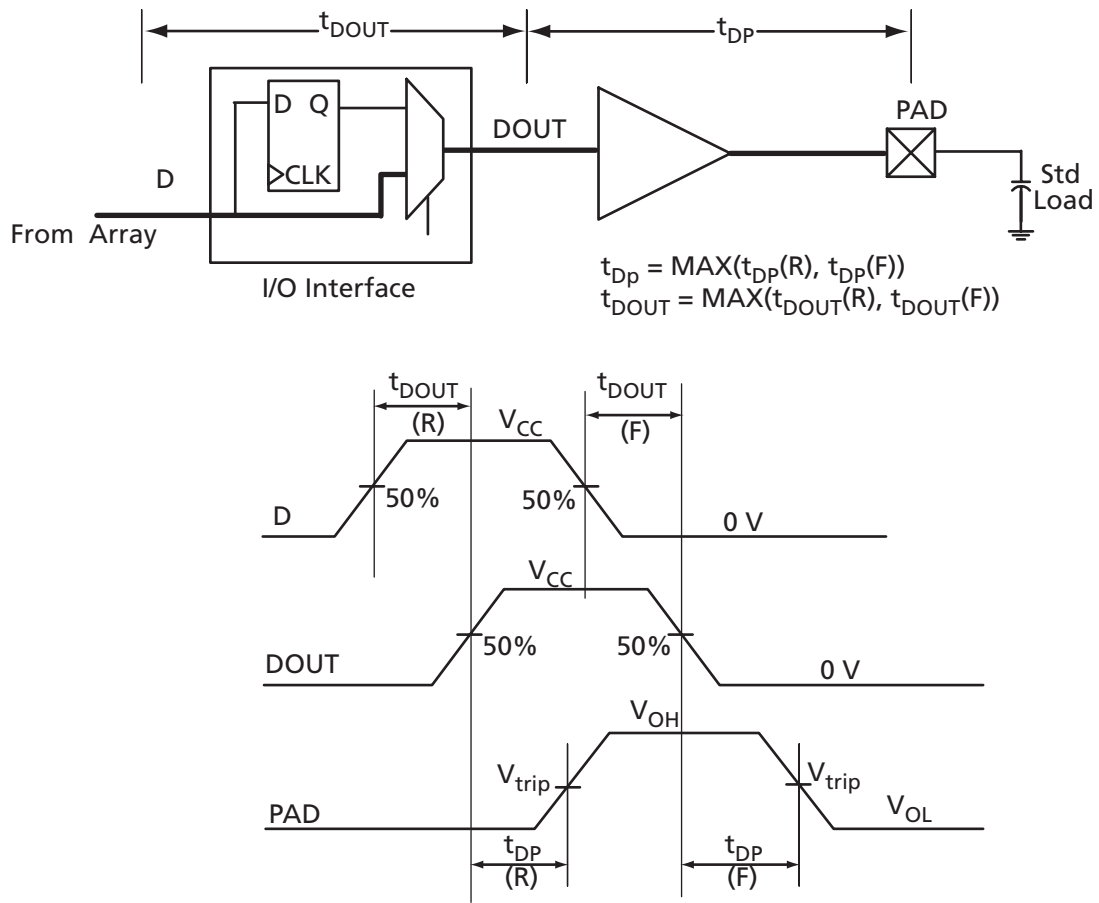 tDOUT
tDP
D Q
CLK
D
From Array
I/O Interface
DOUT
PAD
Std
Load
tDp = MAX(tDP(R), tDP(F))
tDOUT = MAX(tDOUT(R), tDOUT(F))
tDOUT
(R)
VCC
tDOUT
(F)
50%
50%
D
0 V
VCC
50%
50%
DOUT
0 V
VOH
Vtrip
Vtrip
PAD
VOL
tDP
(R)
tDP
(F)